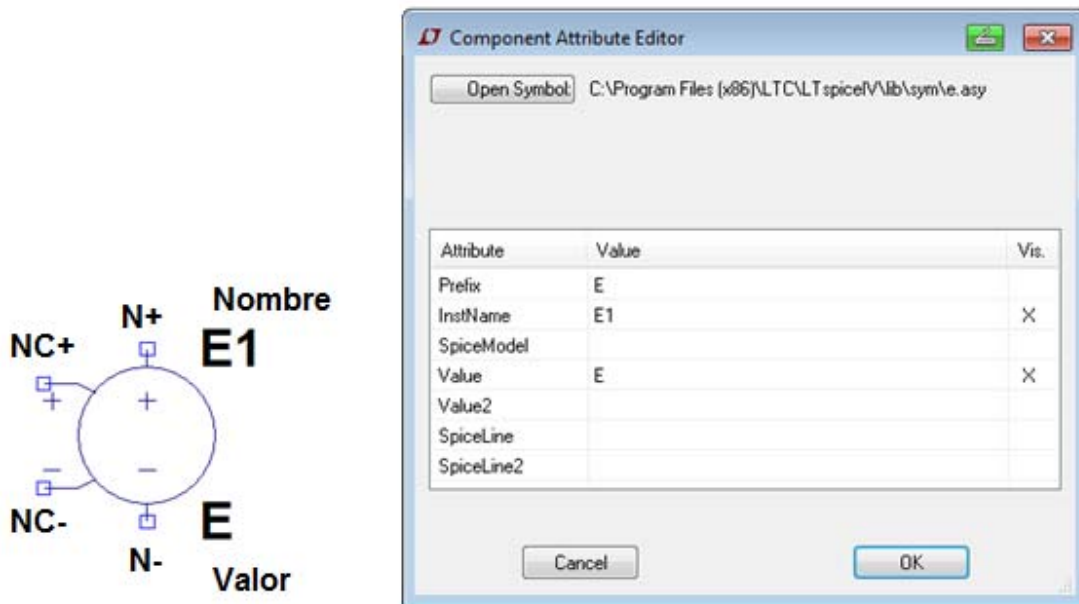 Nombre
N+
E1
NC+
+
+
-
-
NC-
E
N-
Valor
Component Attribute Editor
Open Symbol: C:\Program Files (x86)\LTC\LTspiceIV\lib\sym\e.asy
Attribute Value Vis.
Prefix E
InstName E1 X
SpiceModel
Value E X
Value2
SpiceLine
SpiceLine2
Cancel OK